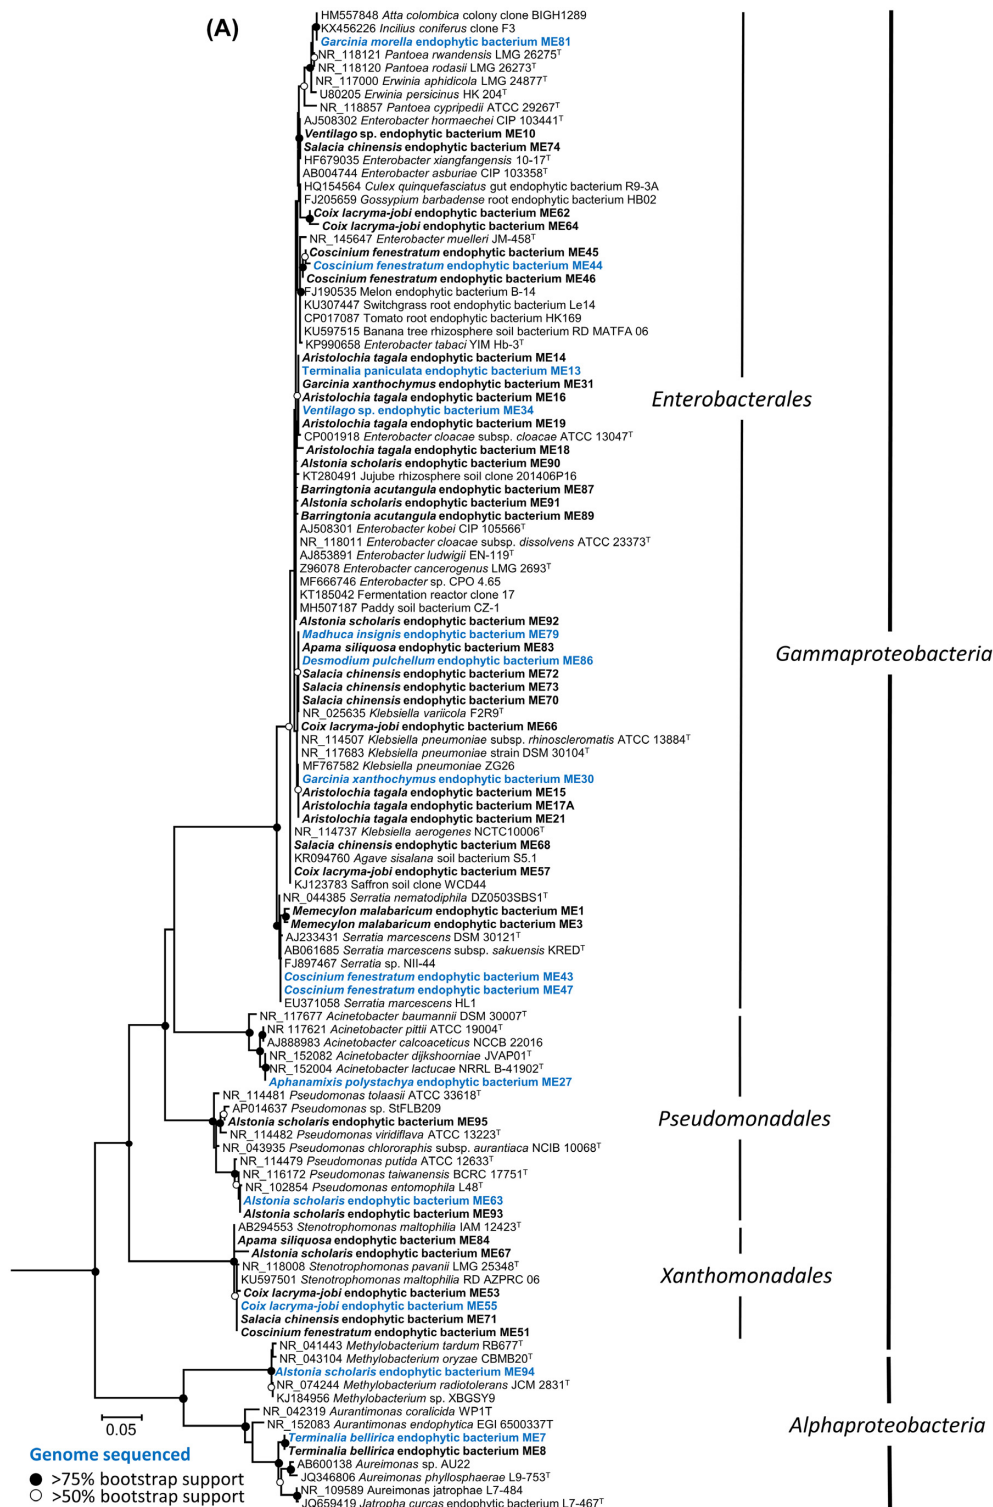 (A)
HM557848 Atta colombica colony clone BIGH1289
KX456226 Incilius coniferus clone F3
Garcinia morella endophytic bacterium ME81
NR_118121 Pantoea rwandensis LMG 26275T
NR_118120 Pantoea rodasii LMG 26273T
NR_117000 Erwinia aphidicola LMG 24877T
U80205 Erwinia persicinus HK 204T
NR_118857 Pantoea cypripedii ATCC 29267T
AJ508302 Enterobacter hormaechei CIP 103441T
Ventilago sp. endophytic bacterium ME10
Salacia chinensis endophytic bacterium ME74
HF679035 Enterobacter xiangfangensis 10-17T
AB004744 Enterobacter asburiae CIP 103358T
HQ154564 Culex quinquefasciatus gut endophytic bacterium R9-3A
FJ205659 Gossypium barbadense root endophytic bacterium HB02
Coix lacryma-jobi endophytic bacterium ME62
Coix lacryma-jobi endophytic bacterium ME64
NR_145647 Enterobacter muelleri JM-458T
Coscinium fenestratum endophytic bacterium ME45
Coscinium fenestratum endophytic bacterium ME44
Coscinium fenestratum endophytic bacterium ME46
FJ190535 Melon endophytic bacterium B-14
KU307447 Switchgrass root endophytic bacterium Le14
CP017087 Tomato root endophytic bacterium HK169
KU597515 Banana tree rhizosphere soil bacterium RD MATFA 06
KP990658 Enterobacter tabaci YIM Hb-3T
Aristolochia tagala endophytic bacterium ME14
Terminalia paniculata endophytic bacterium ME13
Garcinia xanthochymus endophytic bacterium ME31
Aristolochia tagala endophytic bacterium ME16
Enterobacterales
Ventilago sp. endophytic bacterium ME34
Aristolochia tagala endophytic bacterium ME19
CP001918 Enterobacter cloacae subsp. cloacae ATCC 13047T
Aristolochia tagala endophytic bacterium ME18
Alstonia scholaris endophytic bacterium ME90
KT280491 Jujube rhizosphere soil clone 201406P16
Barringtonia acutangula endophytic bacterium ME87
Alstonia scholaris endophytic bacterium ME91
Barringtonia acutangula endophytic bacterium ME89
AJ508301 Enterobacter kobei CIP 105566T
NR_118011 Enterobacter cloacae subsp. dissolvens ATCC 23373T
AJ853891 Enterobacter ludwigii EN-119T
Z96078 Enterobacter cancerogenus LMG 2693T
MF666746 Enterobacter sp. CPO 4.65
KT185042 Fermentation reactor clone 17
MH507187 Paddy soil bacterium CZ-1
Alstonia scholaris endophytic bacterium ME92
Madhuca insignis endophytic bacterium ME79
Apama siliquosa endophytic bacterium ME83
Gammaproteobacteria
Desmodium pulchellum endophytic bacterium ME86
Salacia chinensis endophytic bacterium ME72
Salacia chinensis endophytic bacterium ME73
Salacia chinensis endophytic bacterium ME70
NR_025635 Klebsiella variicola F2R9T
Coix lacryma-jobi endophytic bacterium ME66
NR_114507 Klebsiella pneumoniae subsp. rhinoscleromatis ATCC 13884T
NR_117683 Klebsiella pneumoniae strain DSM 30104T
MF767582 Klebsiella pneumoniae ZG26
Garcinia xanthochymus endophytic bacterium ME30
Aristolochia tagala endophytic bacterium ME15
Aristolochia tagala endophytic bacterium ME17A
Aristolochia tagala endophytic bacterium ME21
NR_114737 Klebsiella aerogenes NCTC10006T
Salacia chinensis endophytic bacterium ME68
KR094760 Agave sisalana soil bacterium S5.1
Coix lacryma-jobi endophytic bacterium ME57
KJ123783 Saffron soil clone WCD44
NR_044385 Serratia nematodiphila DZ0503SBS1T
Memecylon malabaricum endophytic bacterium ME1
Memecylon malabaricum endophytic bacterium ME3
AJ233431 Serratia marcescens DSM 30121T
AB061685 Serratia marcescens subsp. sakuensis KREDT
FJ897467 Serratia sp. NII-44
Coscinium fenestratum endophytic bacterium ME43
Coscinium fenestratum endophytic bacterium ME47
EU371058 Serratia marcescens HL1
NR_117677 Acinetobacter baumannii DSM 30007T
NR 117621 Acinetobacter pittii ATCC 19004T
AJ888983 Acinetobacter calcoaceticus NCCB 22016
NR_152082 Acinetobacter dijkshoorniae JVAP01T
NR_152004 Acinetobacter lactucae NRRL B-41902T
Aphanamixis polystachya endophytic bacterium ME27
NR_114481 Pseudomonas tolaasii ATCC 33618T
AP014637 Pseudomonas sp. StFLB209
Pseudomonadales
Alstonia scholaris endophytic bacterium ME95
NR_114482 Pseudomonas viridiflava ATCC 13223T
NR_043935 Pseudomonas chlororaphis subsp. aurantiaca NCIB 10068T
NR_114479 Pseudomonas putida ATCC 12633T
NR_116172 Pseudomonas taiwanensis BCRC 17751T
NR_102854 Pseudomonas entomophila L48T
Alstonia scholaris endophytic bacterium ME63
Alstonia scholaris endophytic bacterium ME93
AB294553 Stenotrophomonas maltophilia IAM 12423T
Apama siliquosa endophytic bacterium ME84
Alstonia scholaris endophytic bacterium ME67
NR_118008 Stenotrophomonas pavanii LMG 25348T
Xanthomonadales
KU597501 Stenotrophomonas maltophilia RD AZPRC 06
Coix lacryma-jobi endophytic bacterium ME53
Coix lacryma-jobi endophytic bacterium ME55
Salacia chinensis endophytic bacterium ME71
Coscinium fenestratum endophytic bacterium ME51
NR_041443 Methylobacterium tardum RB677T
NR_043104 Methylobacterium oryzae CBMB20T
Alstonia scholaris endophytic bacterium ME94
NR_074244 Methylobacterium radiotolerans JCM 2831T
KJ184956 Methylobacterium sp. XBGSY9
NR_042319 Aurantimonas coralicida WP1T
NR_152083 Aurantimonas endophytica EGI 6500337T
Alphaproteobacteria
Terminalia bellirica endophytic bacterium ME7
Terminalia bellirica endophytic bacterium ME8
AB600138 Aureimonas sp. AU22
JQ346806 Aureimonas phyllosphaerae L9-753T
NR_109589 Aureimonas jatrophae L7-484
JQ659419 Jatropha curcas endophytic bacterium L7-467T
0.05
Genome sequenced
>75% bootstrap support
>50% bootstrap support